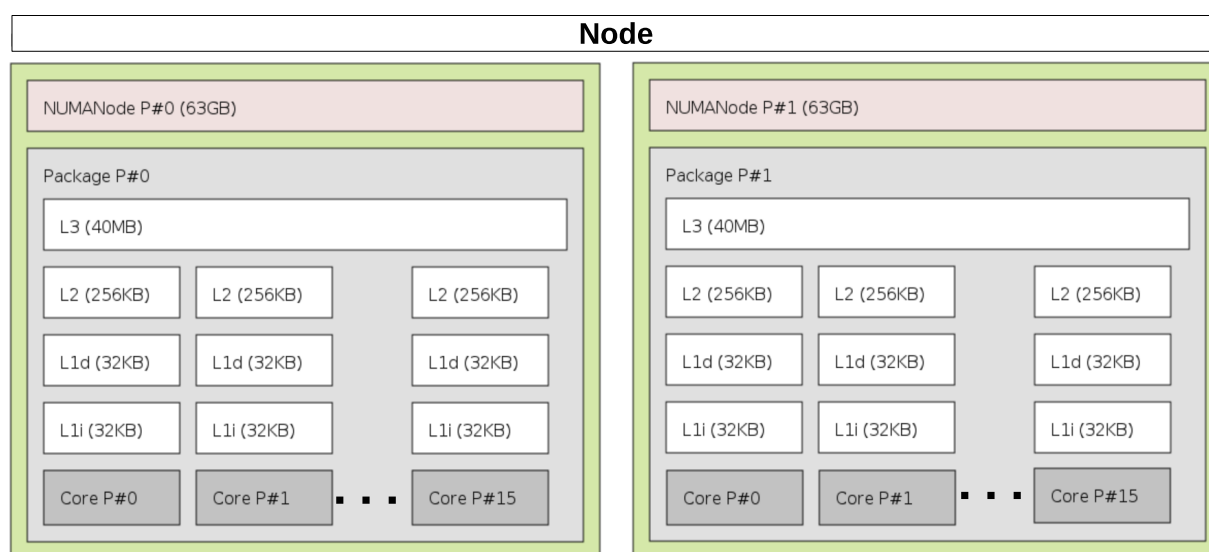 Node
NUMANode P#0 (63GB)
Package P#0
L3 (40MB)
L2 (256KB) L2 (256KB) L2 (256KB)
L1d (32KB) L1d (32KB) L1d (32KB)
L1i (32KB) L1i (32KB) L1i (32KB)
Core P#0 Core P#1 . . . Core P#15
NUMANode P#1 (63GB)
Package P#1
L3 (40MB)
L2 (256KB) L2 (256KB) L2 (256KB)
L1d (32KB) L1d (32KB) L1d (32KB)
L1i (32KB) L1i (32KB) L1i (32KB)
Core P#0 Core P#1 . . . Core P#15